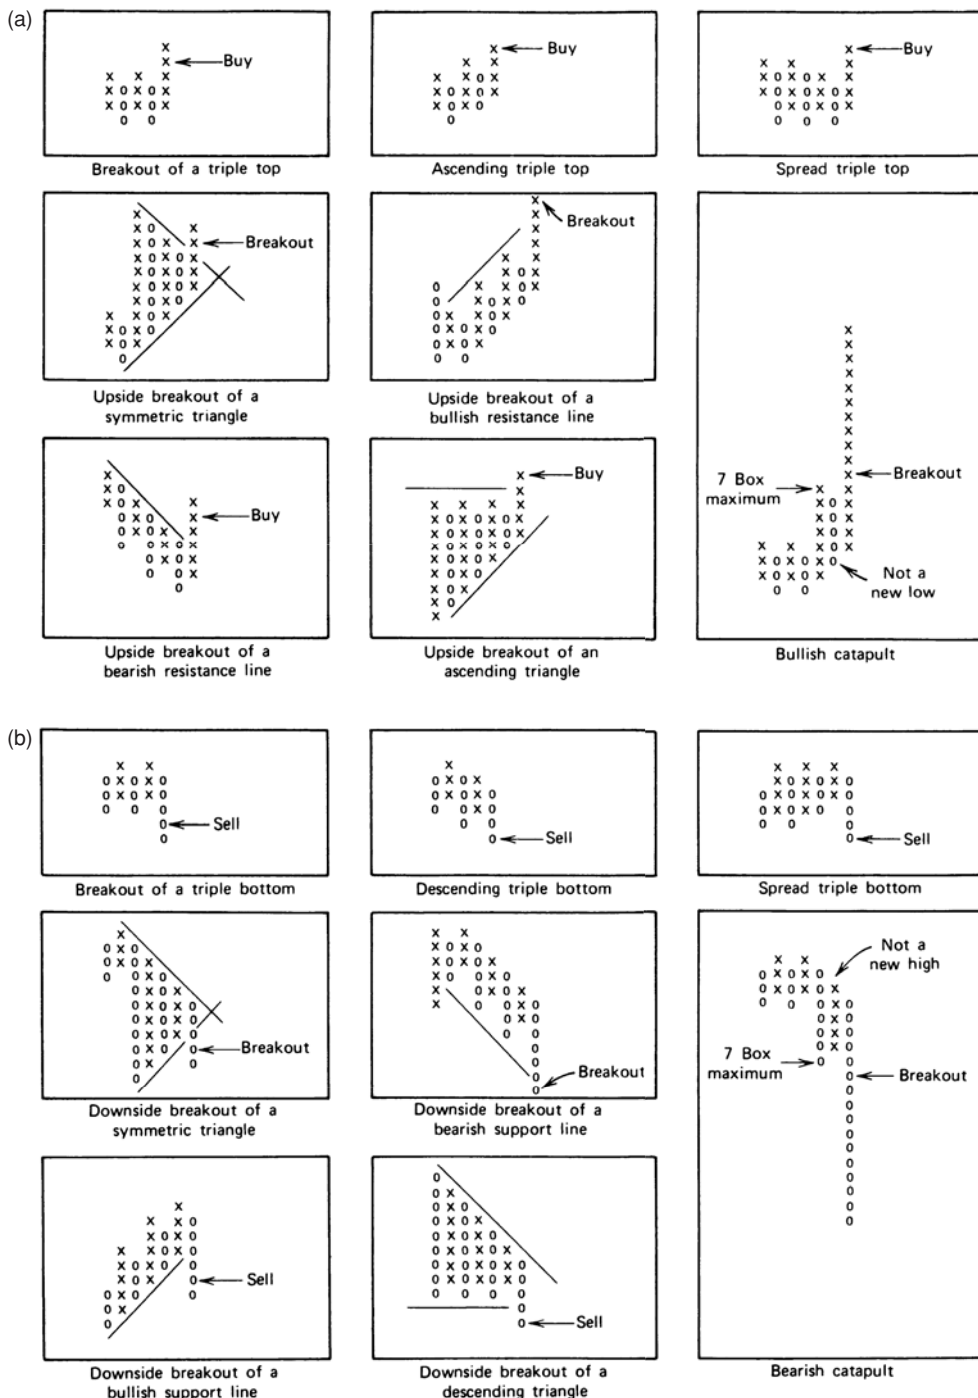 (a)
Buy
Breakout of a triple top
Buy
Ascending triple top
Buy
Spread triple top
Breakout
Upside breakout of a
symmetric triangle
Breakout
Upside breakout of a
bullish resistance line
Buy
Upside breakout of a
bearish resistance line
Buy
Upside breakout of an
ascending triangle
7 Box
maximum
Breakout
Not a
new low
Bullish catapult
(b)
Sell
Breakout of a triple bottom
Sell
Descending triple bottom
Sell
Spread triple bottom
Breakout
Downside breakout of a
symmetric triangle
Breakout
Downside breakout of a
bearish support line
Sell
Downside breakout of a
bullish support line
Sell
Downside breakout of a
descending triangle
Not a
new high
7 Box
maximum
Breakout
Bearish catapult